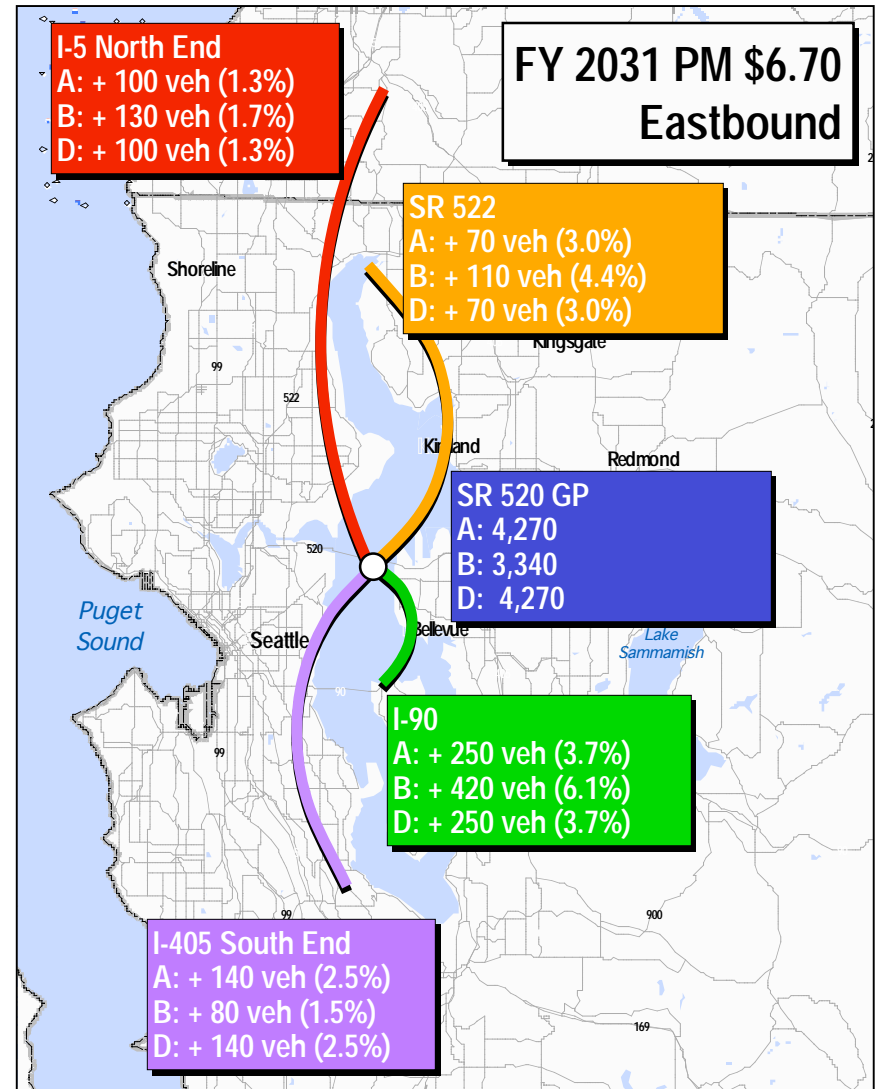 I-5 North End
A: + 100 veh (1.3%)
B: + 130 veh (1.7%)
D: + 100 veh (1.3%)
FY 2031 PM $6.70
Eastbound
SR 522
A: + 70 veh (3.0%)
B: + 110 veh (4.4%)
D: + 70 veh (3.0%)
Shoreline
Kingsgate
99
522
Kirkland
Redmond
SR 520 GP
A: 4,270
B: 3,340
D: 4,270
520
Puget
Sound
Seattle
Bellevue
Lake
Sammamish
90
I-90
A: + 250 veh (3.7%)
B: + 420 veh (6.1%)
D: + 250 veh (3.7%)
99
99
900
I-405 South End
A: + 140 veh (2.5%)
B: + 80 veh (1.5%)
D: + 140 veh (2.5%)
169